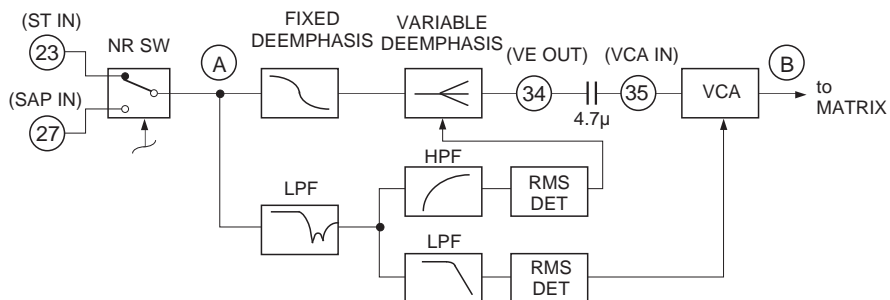 (ST IN)
23
(SAP IN)
27
NR SW
A
FIXED
DEEMPHASIS
VARIABLE
DEEMPHASIS
(VE OUT)
34
4.7μ
(VCA IN)
35
VCA
B
to
MATRIX
LPF
HPF
RMS
DET
LPF
RMS
DET